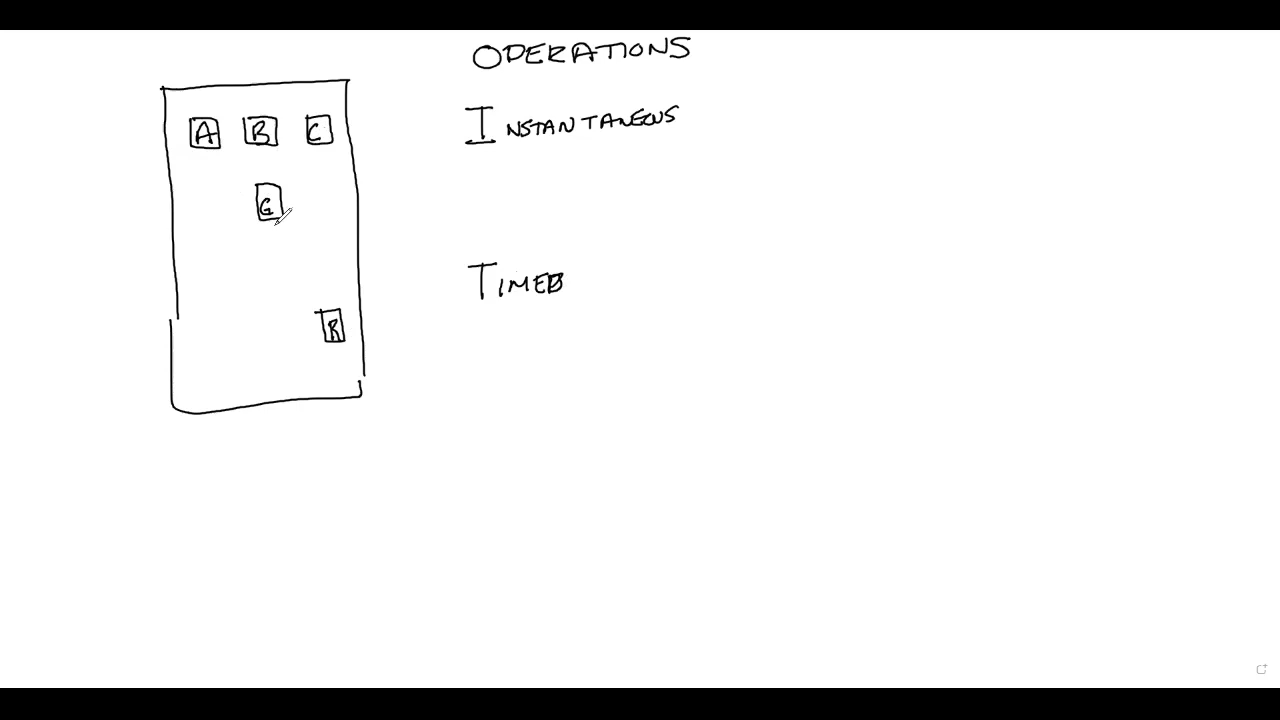 OPERATIONS
INSTANTANEOUS
A B C
G
TIMED
R